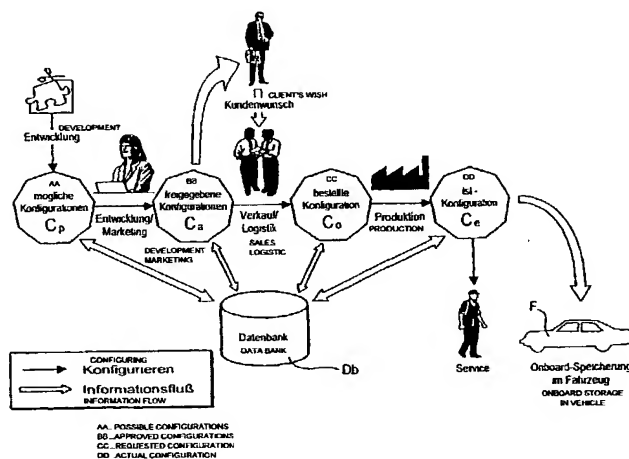 CLIENT'S WISH
Kundenwunsch
DEVELOPMENT
Entwicklung
AA
mögliche
Konfigurationen
Cp
Entwicklung/
Marketing
DEVELOPMENT
MARKETING
BB
freigegebene
Konfigurationen
Ca
Verkauf/
Logistik
SALES
LOGISTIC
CC
bestellte
Konfiguration
Co
Produktion
PRODUCTION
DD
Ist-
Konfiguration
Ce
Datenbank
DATA BANK
Db
Service
F
Onboard-Speicherung
im Fahrzeug
ONBOARD STORAGE
IN VEHICLE
CONFIGURING
Konfigurieren
Informationsfluß
INFORMATION FLOW
AA...POSSIBLE CONFIGURATIONS
BB...APPROVED CONFIGURATIONS
CC...REQUESTED CONFIGURATION
DD...ACTUAL CONFIGURATION